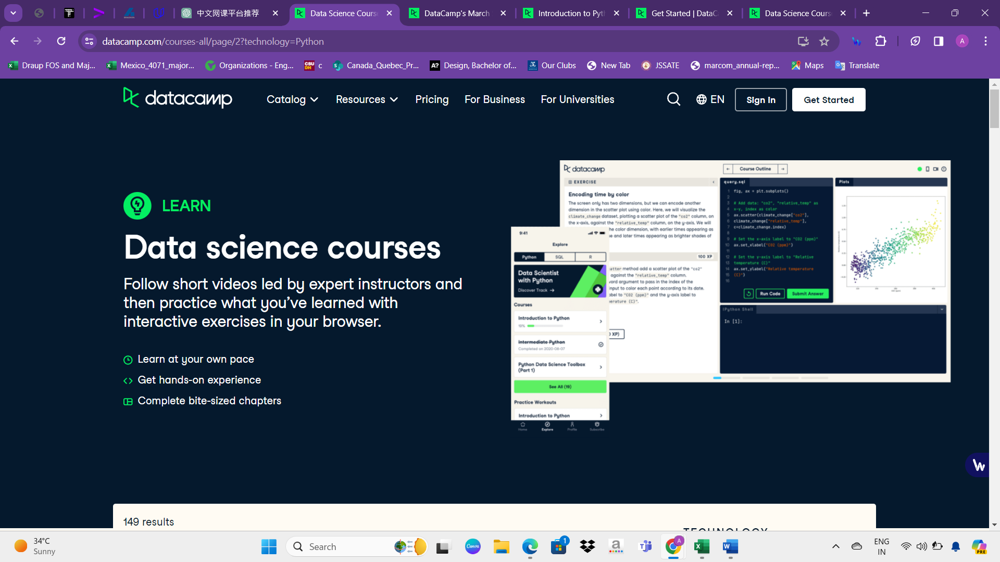 中文网课平台推荐
Data Science Cours
DataCamp's March
Introduction to Pyth
Get Started | DataC
Data Science Cours
datacamp.com/courses-all/page/2?technology=Python
A
Draup FOS and Maj...
Mexico_4071_major...
Organizations - Eng...
c
Canada_Quebec_Pr...
Design, Bachelor of...
Our Clubs
New Tab
JSSATE
marcom_annual-rep...
Maps
Translate
datacamp
Catalog
Resources
Pricing
For Business
For Universities
EN
Sign In
Get Started
LEARN
Data science courses
Follow short videos led by expert instructors and
then practice what you've learned with
interactive exercises in your browser.
Learn at your own pace
Get hands-on experience
Complete bite-sized chapters
datacamp
Course Outline
EXERCISE
Encoding time by color
The screen only has two dimensions, but we can encode another
dimension in the scatter plot using color. Here, we will visualize the
climate_change dataset, plotting a scatter plot of the "co2" column, on
the x-axis, against the "relative_temp" column, on the y-axis. We will
he color dimension, with earlier times appearing as
e and later times appearing as brighter shades of
100 XP
atter method add a scatter plot of the "co2"
against the "relative_temp" column.
word argument to pass in the index of the
input to color each point according to its date.
abel to "CO2 (ppm)" and the y-axis label to
erature (C)".
XP)
query.sql
1 fig, ax = plt.subplots()
2
3 # Add data: "co2", "relative_temp" as
4 x-y, index as color
5 ax.scatter(climate_change["co2"],
6 climate_change["relative_temp"],
7 c=climate_change.index)
8
9 # Set the x-axis label to "CO2 (ppm)"
10 ax.set_xlabel("CO2 (ppm)")
11
12 # Set the y-axis label to "Relative
13 temperature (C)"
14 ax.set_ylabel("Relative temperature
15 (C)")
16
Run Code
Submit Answer
Plots
IPython Shell
In [1]:
9:41
Explore
Python
SQL
R
Data Scientist
with Python
Discover Track →
Courses
Introduction to Python
Intermediate Python
Completed on 2020-08-07
Python Data Science Toolbox
(Part 1)
See All (19)
Practice Workouts
Introduction to Python
Home
Explore
Profile
Subscribe
149 results
TECHNOLOGY
34°C
Sunny
Search
Canva
1
A
ENG
IN
PRE